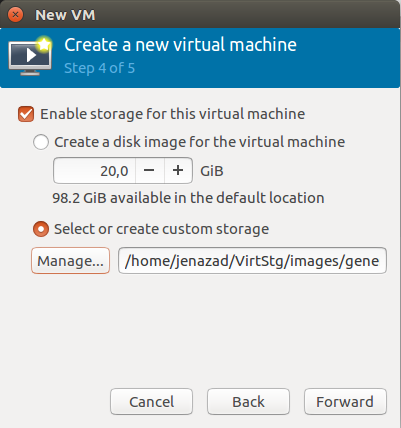 New VM
Create a new virtual machine
Step 4 of 5
Enable storage for this virtual machine
Create a disk image for the virtual machine
20,0 − + GiB
98.2 GiB available in the default location
Select or create custom storage
Manage... /home/jenazad/VirtStg/images/gene
Cancel Back Forward